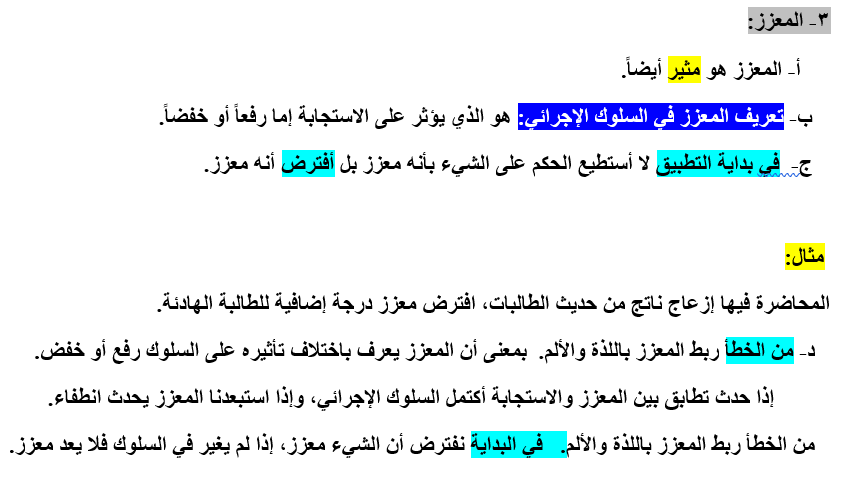 ٣- المعزز:
أ- المعزز هو مثير أيضاً.
ب- تعريف المعزز في السلوك الإجرائي: هو الذي يؤثر على الاستجابة إما رفعاً أو خفضاً.
ج- في بداية التطبيق لا أستطيع الحكم على الشيء بأنه معزز بل أفترض أنه معزز.
مثال:
المحاضرة فيها إزعاج ناتج من حديث الطالبات، افترض معزز درجة إضافية للطالبة الهادئة.
د- من الخطأ ربط المعزز باللذة والألم. بمعنى أن المعزز يعرف باختلاف تأثيره على السلوك رفع أو خفض.
إذا حدث تطابق بين المعزز والاستجابة أكتمل السلوك الإجرائي، وإذا استبعدنا المعزز يحدث انطفاء.
من الخطأ ربط المعزز باللذة والألم. في البداية نفترض أن الشيء معزز، إذا لم يغير في السلوك فلا يعد معزز.